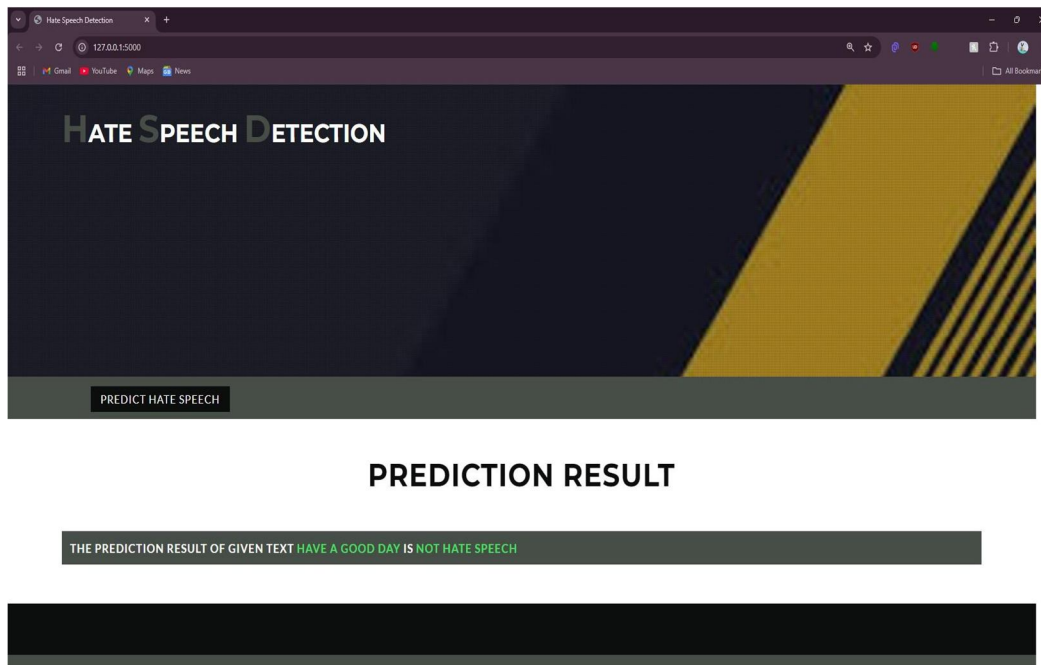 Hate Speech Detection
127.0.0.1:5000
Gmail YouTube Maps News All Bookmar
HATE SPEECH DETECTION
PREDICT HATE SPEECH
PREDICTION RESULT
THE PREDICTION RESULT OF GIVEN TEXT HAVE A GOOD DAY IS NOT HATE SPEECH